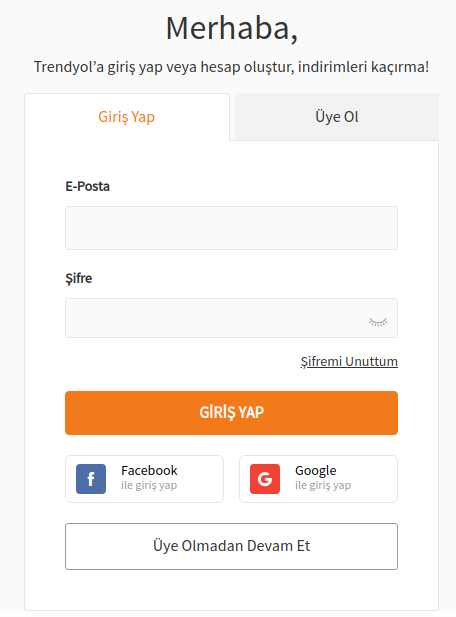 Merhaba,
Trendyol’a giriş yap veya hesap oluştur, indirimleri kaçırma!
Giriş Yap
Üye Ol
E-Posta
Şifre
Şifremi Unuttum
GİRİŞ YAP
f
Facebook
ile giriş yap
G
Google
ile giriş yap
Üye Olmadan Devam Et